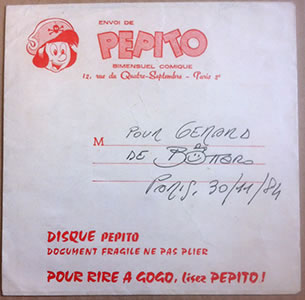 ENVOI DE
PEPITO
BIMENSUEL COMIQUE
12, rue du Quatre-Septembre - Paris 2e
M POUR GERARD
DE BOTTARO
PARIS, 30/11/84
DISQUE PEPITO
DOCUMENT FRAGILE NE PAS PLIER
POUR RIRE A GOGO, lisez PEPITO !